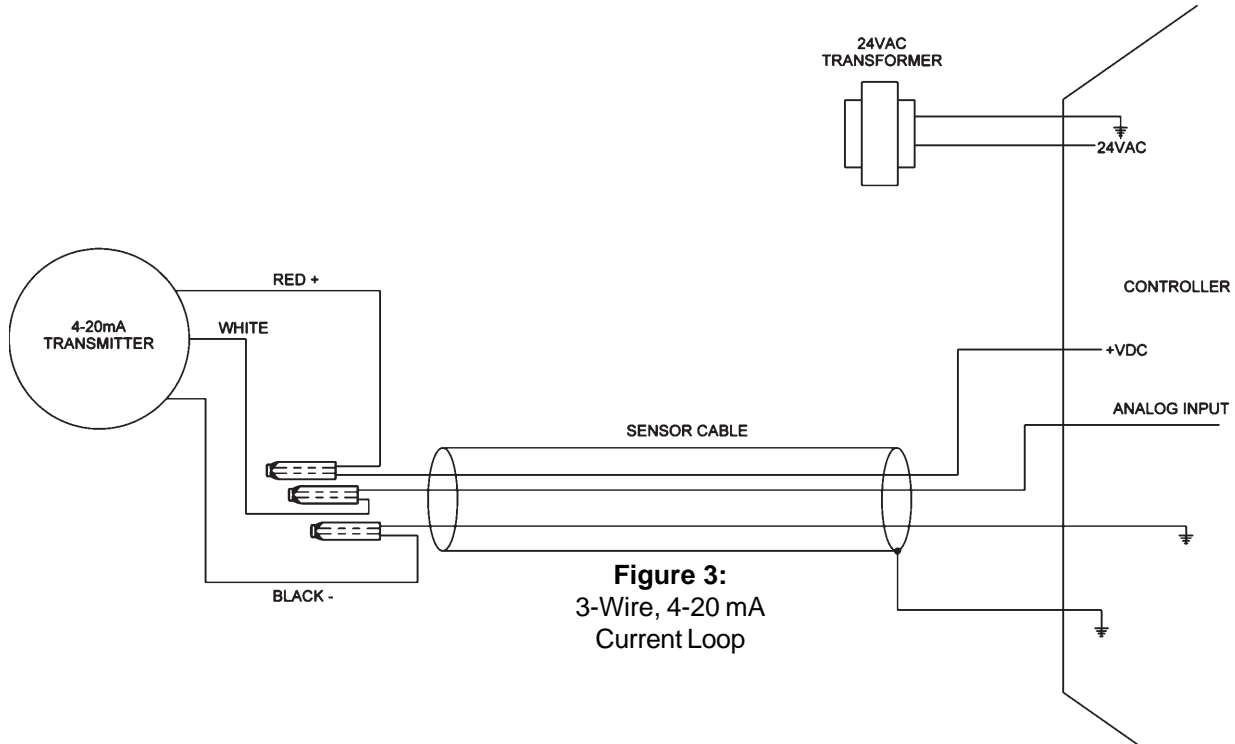 24VAC
TRANSFORMER
24VAC
CONTROLLER
RED +
4-20mA
TRANSMITTER
WHITE
+VDC
ANALOG INPUT
SENSOR CABLE
BLACK -
Figure 3:
3-Wire, 4-20 mA
Current Loop